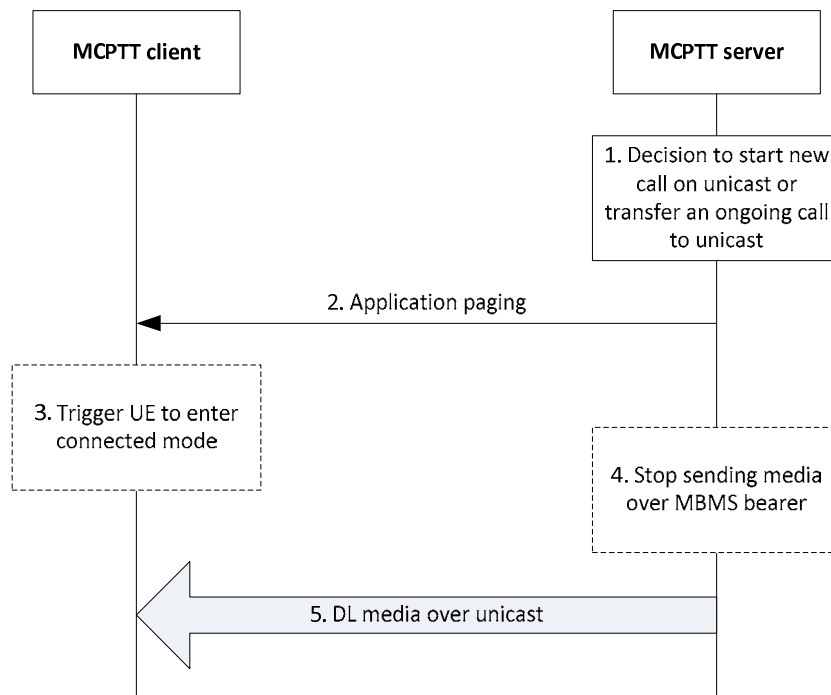 MCPTT client
MCPTT server
1. Decision to start new
call on unicast or
transfer an ongoing call
to unicast
2. Application paging
3. Trigger UE to enter
connected mode
4. Stop sending media
over MBMS bearer
5. DL media over unicast